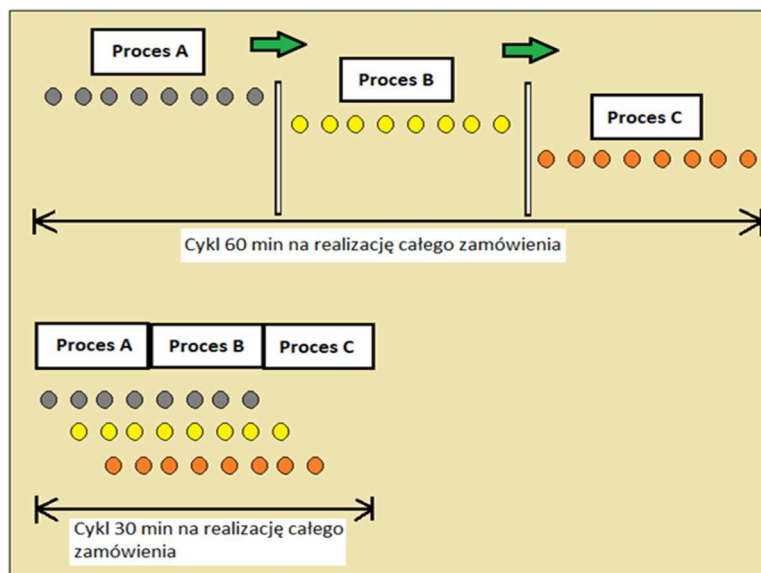 Proces A
Proces B
Proces C
Cykl 60 min na realizację całego zamówienia
Proces A
Proces B
Proces C
Cykl 30 min na realizację całego
zamówienia